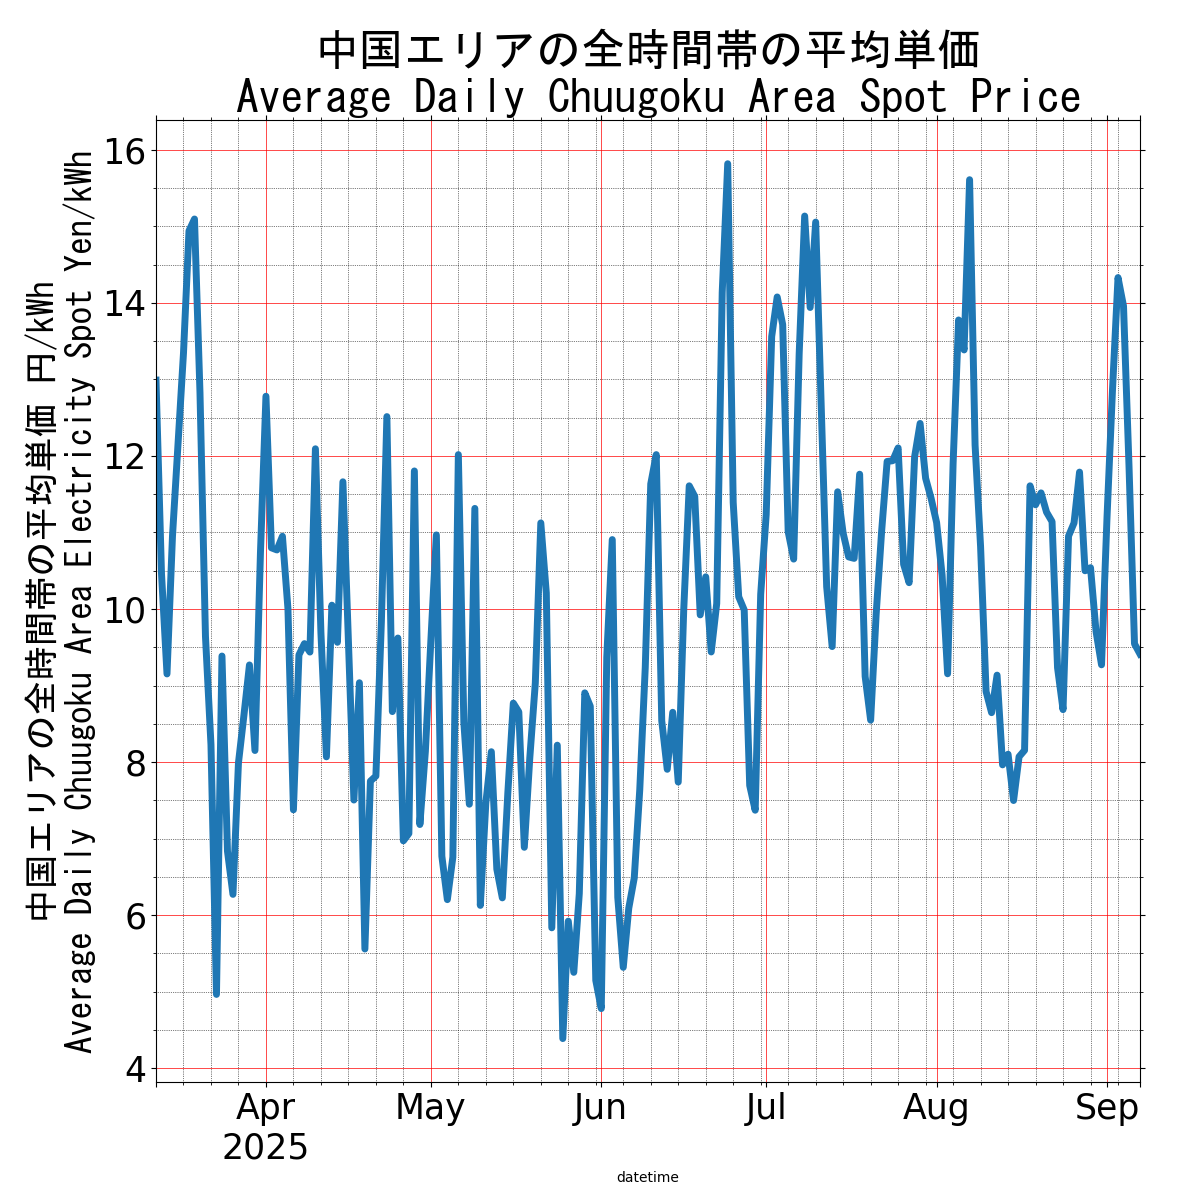 中国エリアの全時間帯の平均単価
Average Daily Chuugoku Area Spot Price
中国エリアの全時間帯の平均単価 円/kWh
Average Daily Chuugoku Area Electricity Spot Yen/kWh
16
14
12
10
8
6
4
Apr
2025
May
Jun
Jul
Aug
Sep
datetime